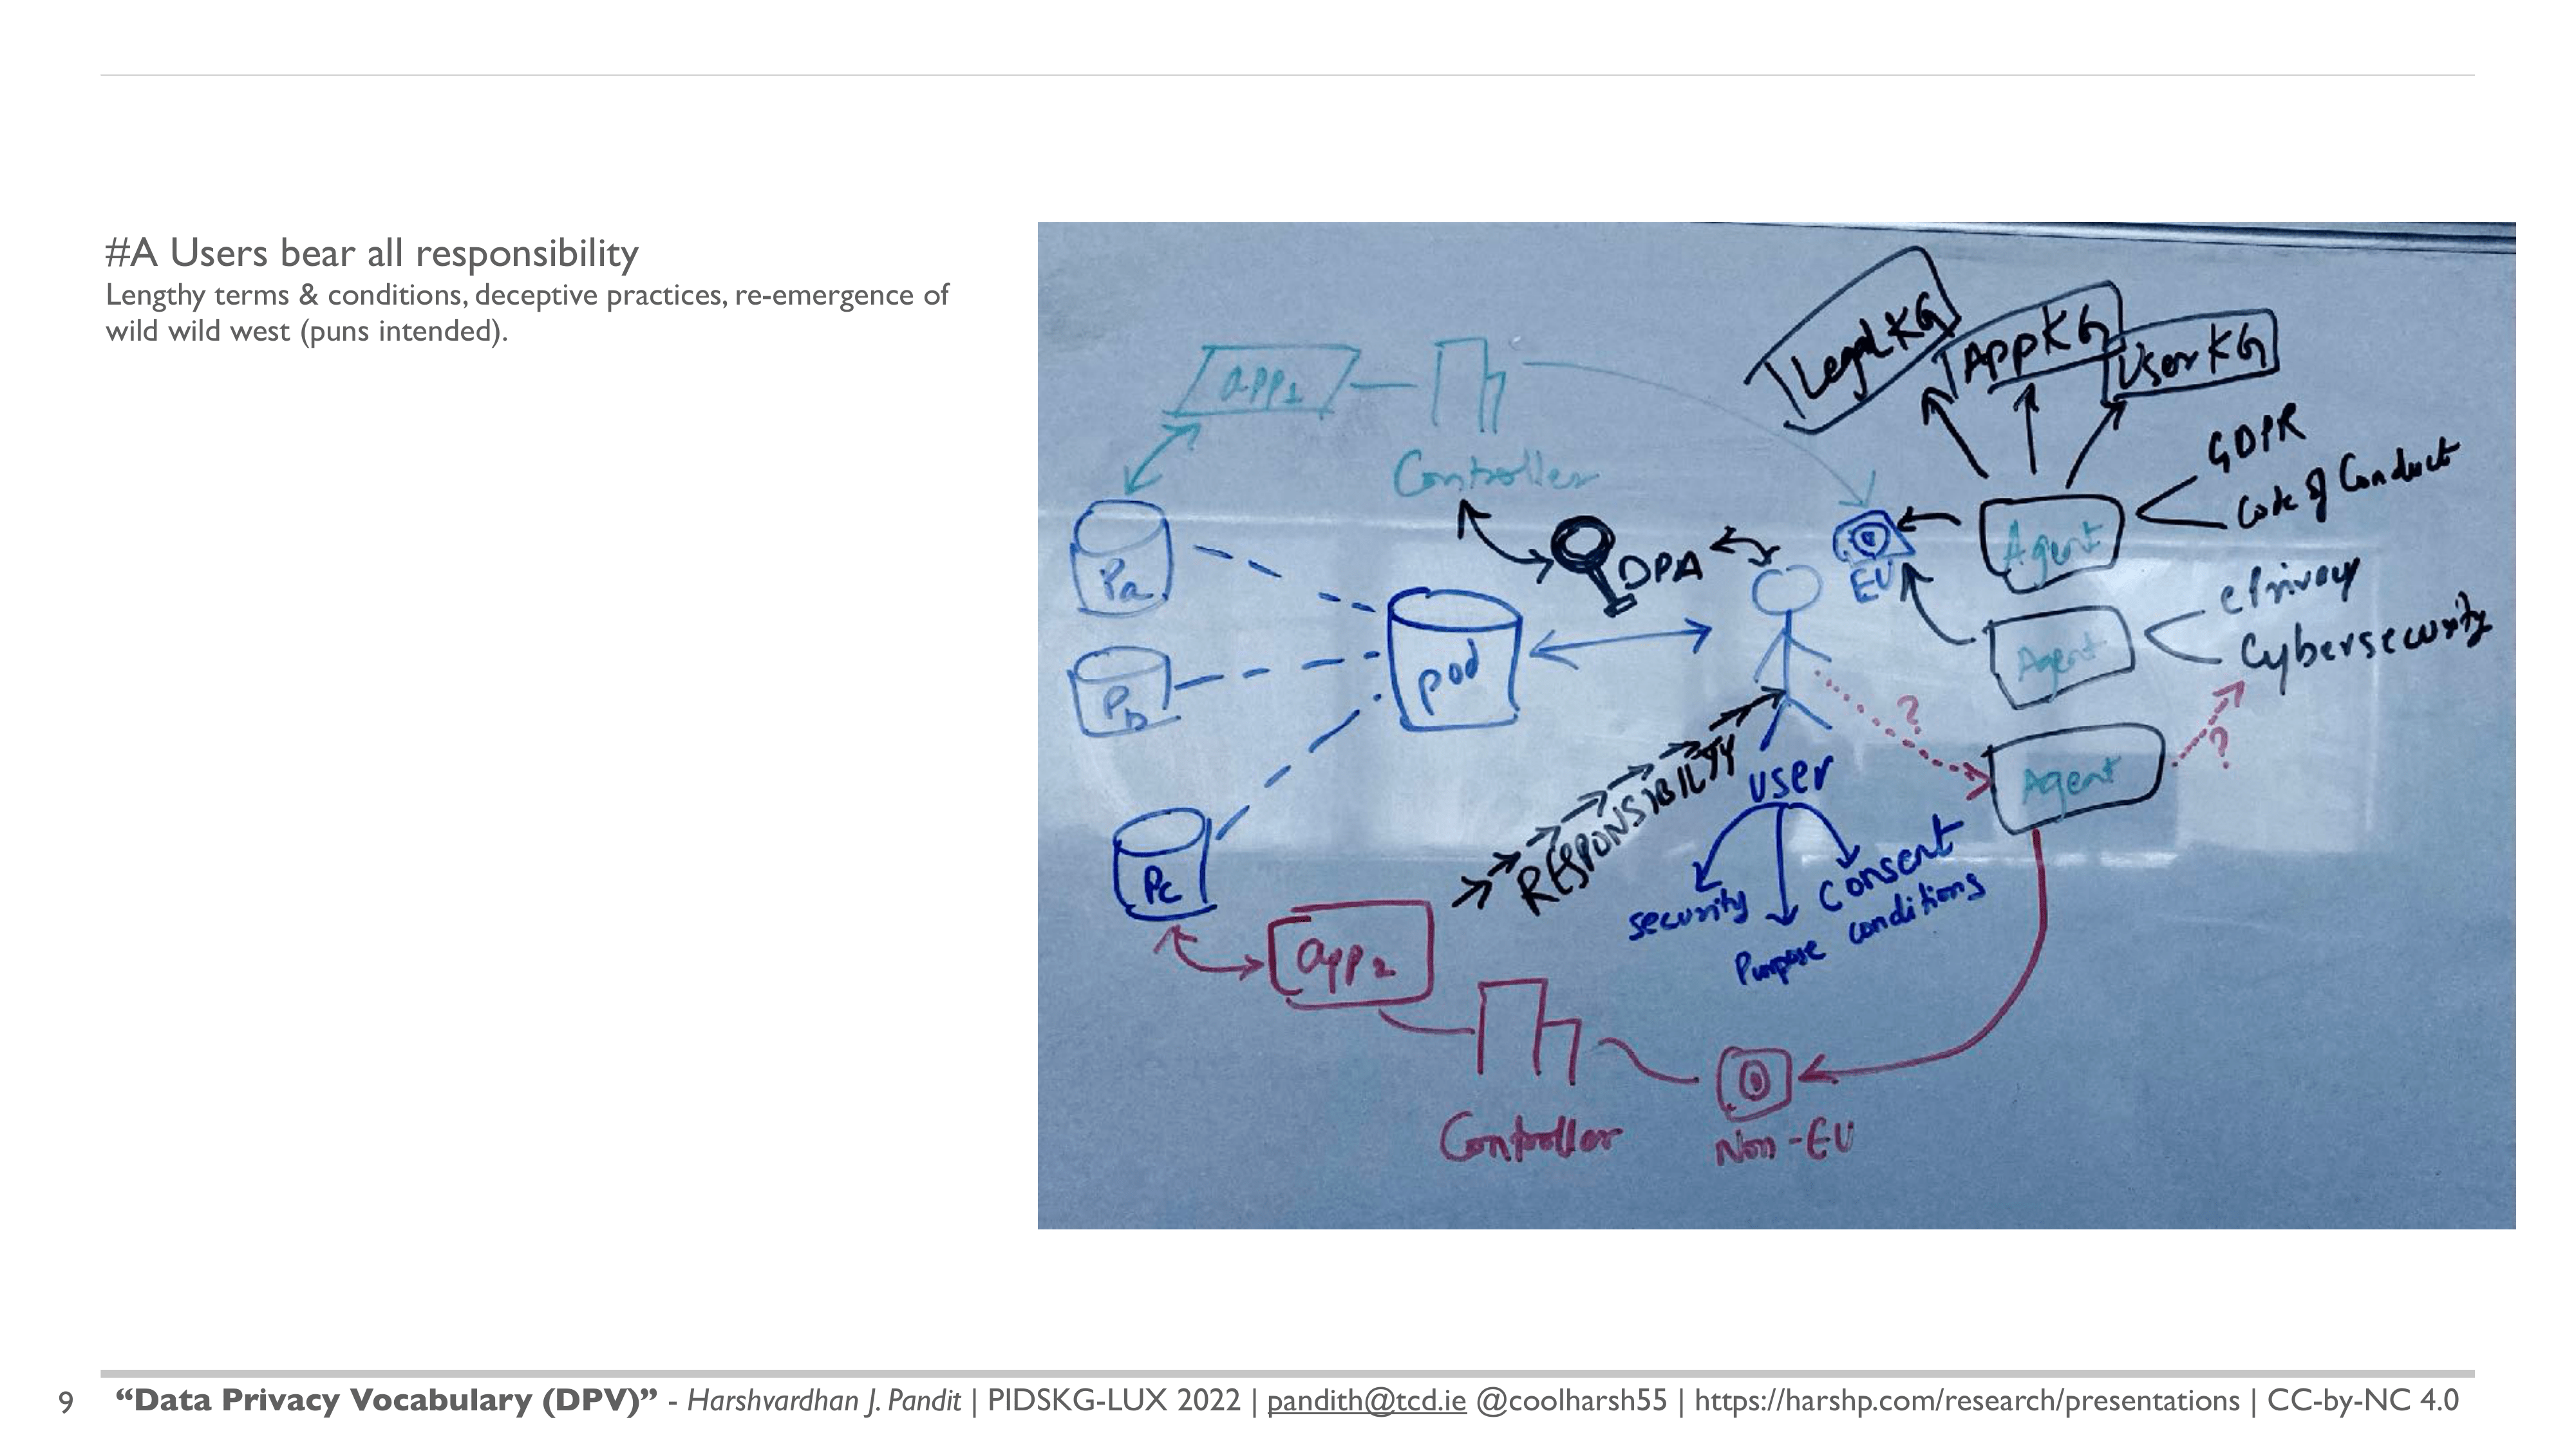 #A Users bear all responsibility
Lengthy terms & conditions, deceptive practices, re-emergence of
wild wild west (puns intended).
Legal KG
App KG
User KG
app1
Controller
GDPR
Code of Conduct
Agent
DPA
EU
Pa
ePrivacy
Cybersecurity
Agent
pod
Pb
?
?
RESPONSIBILITY
user
Agent
Pc
security
Consent
Purpose conditions
app2
Controller
Non-EU
9
“Data Privacy Vocabulary (DPV)” - Harshvardhan J. Pandit | PIDSKG-LUX 2022 | pandith@tcd.ie @coolharsh55 | https://harshp.com/research/presentations | CC-by-NC 4.0